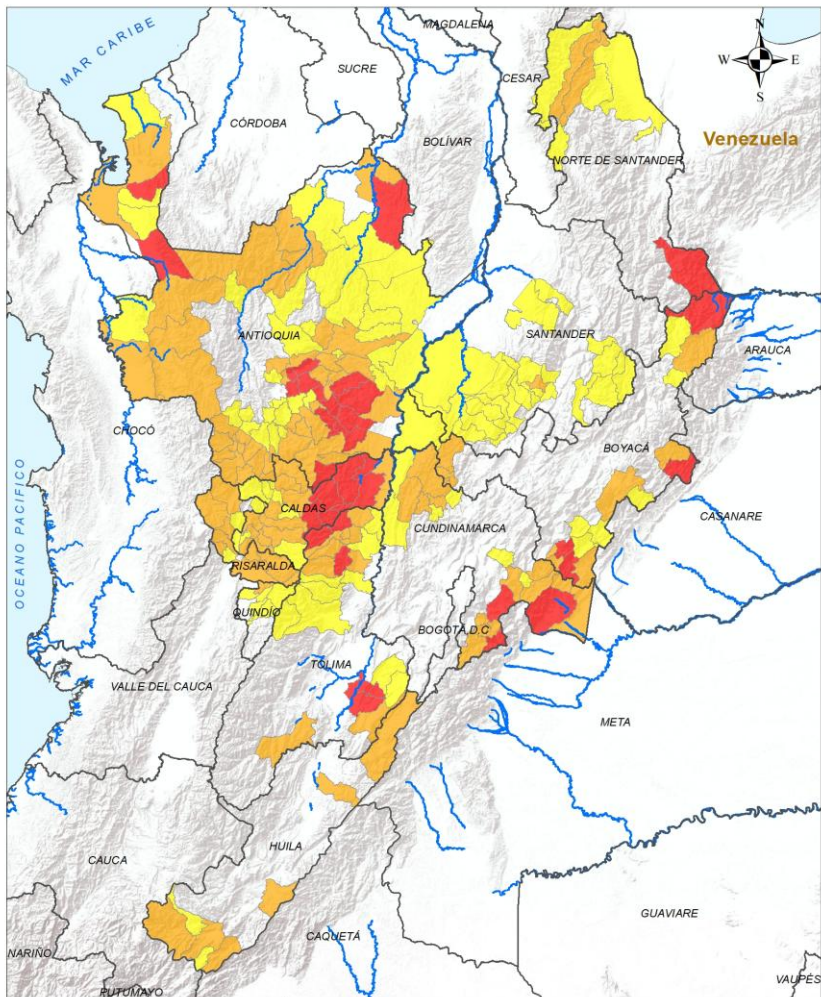 MAGDALENA
N
MAR CARIBE
SUCRE
W
E
CESAR
S
CÓRDOBA
BOLÍVAR
Venezuela
NORTE DE SANTANDER
ANTIOQUIA
SANTANDER
ARAUCA
CHOCÓ
BOYACÁ
OCEANO PACIFICO
CALDAS
CUNDINAMARCA
CASANARE
RISARALDA
QUINDÍO
BOGOTÁ D.C
TOLIMA
VALLE DEL CAUCA
META
HUILA
CAUCA
GUAVIARE
CAQUETÁ
NARIÑO
PUTUMAYO
VAUPÉS